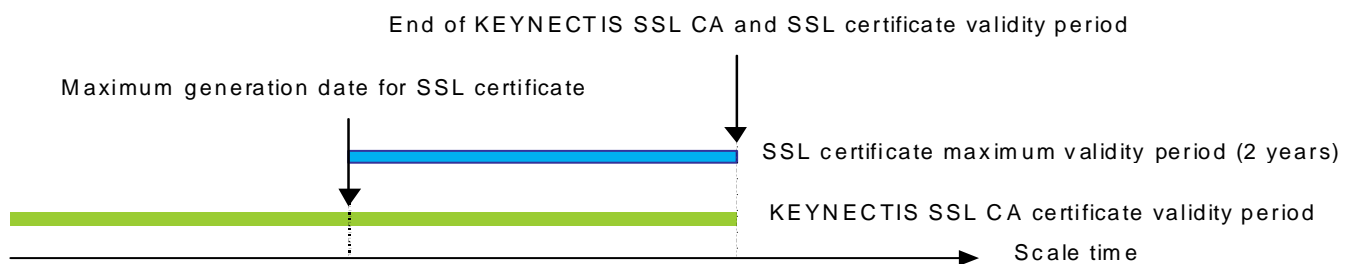 End of KEYNECTIS SSL CA and SSL certificate validity period
Maximum generation date for SSL certificate
SSL certificate maximum validity period (2 years)
KEYNECTIS SSL CA certificate validity period
Scale time